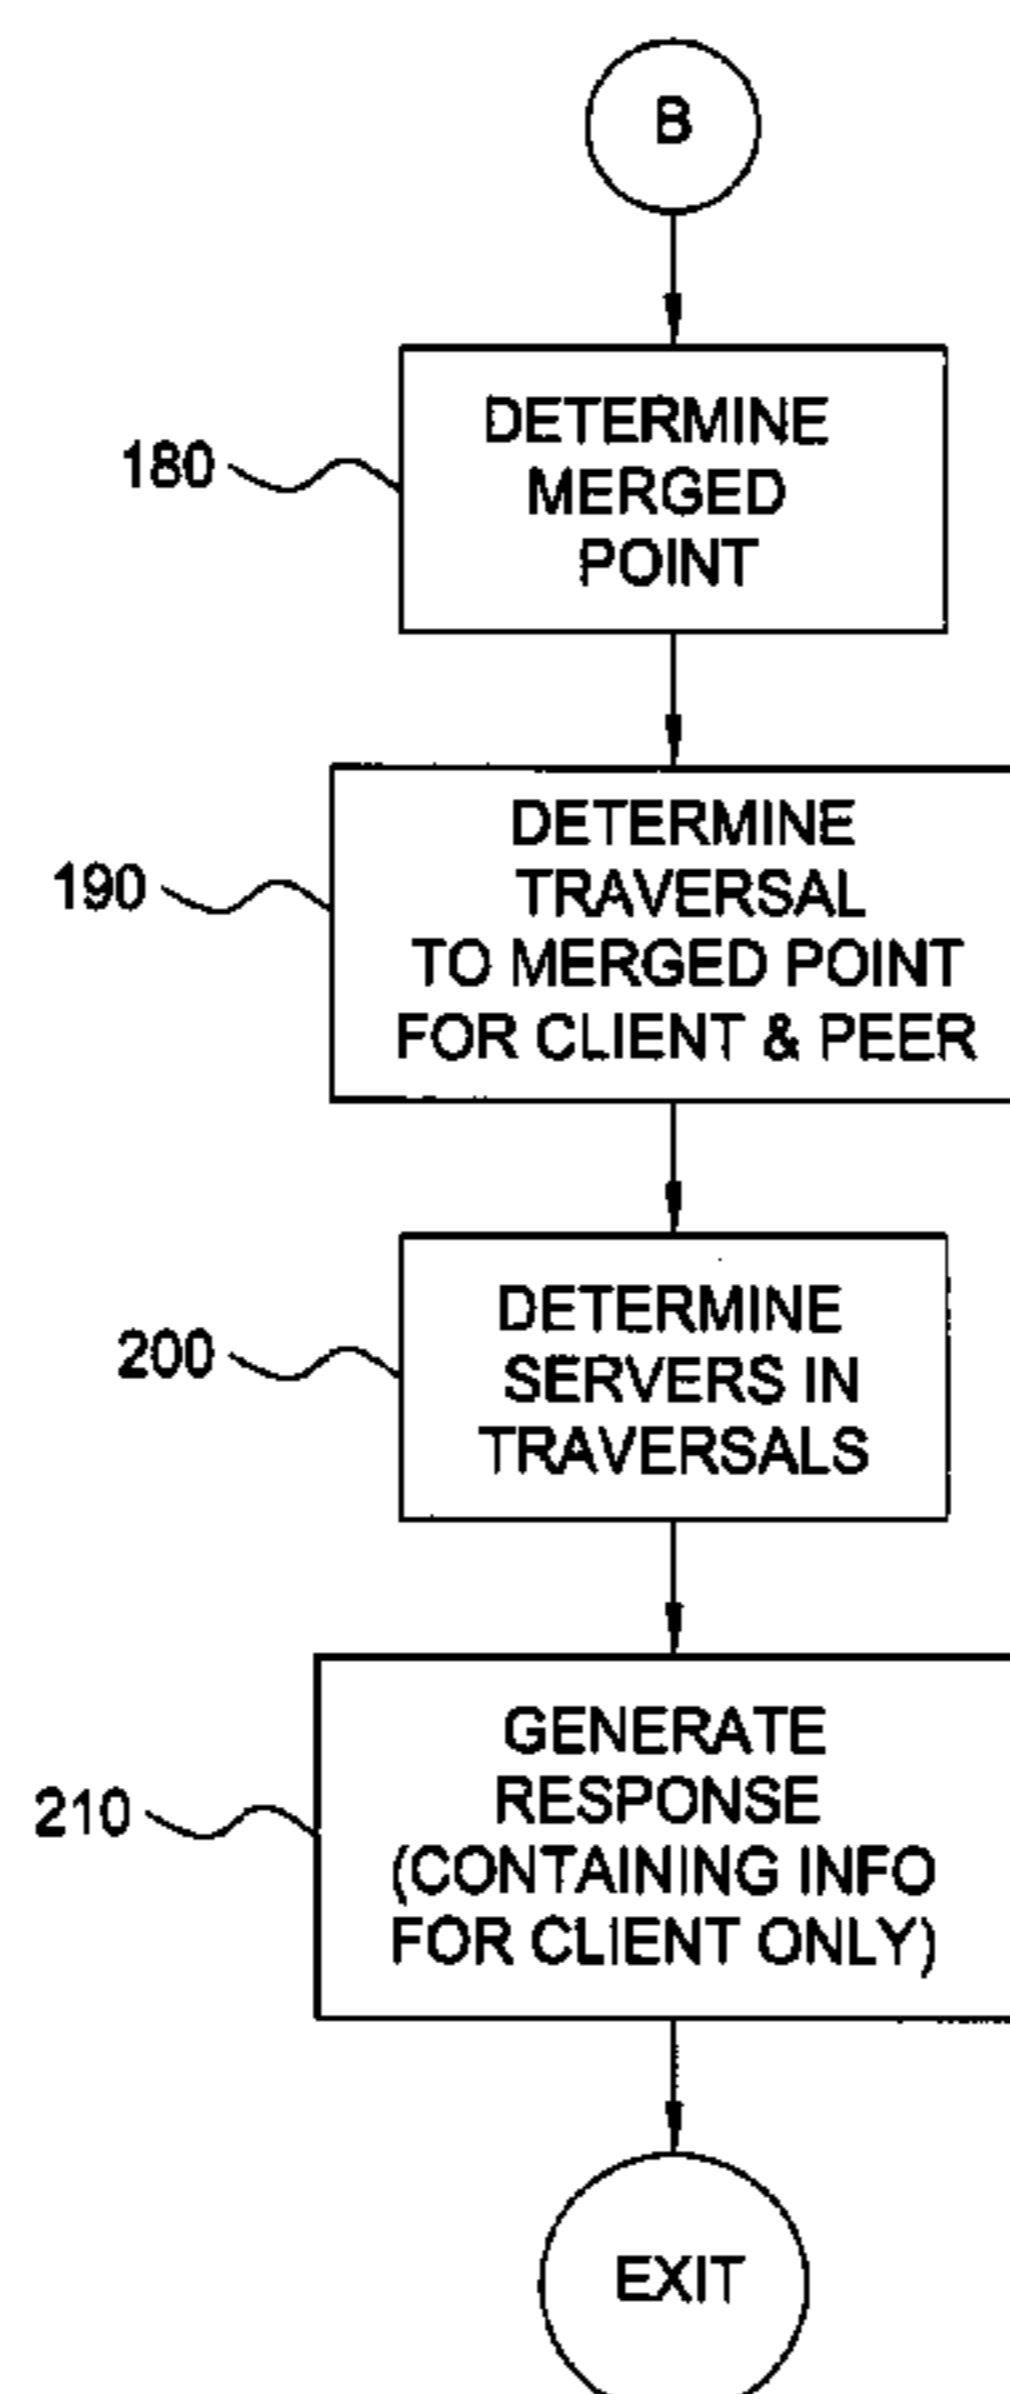 B
DETERMINE
MERGED
POINT
180
DETERMINE
TRAVERSAL
TO MERGED POINT
FOR CLIENT & PEER
190
DETERMINE
SERVERS IN
TRAVERSALS
200
GENERATE
RESPONSE
(CONTAINING INFO
FOR CLIENT ONLY)
210
EXIT